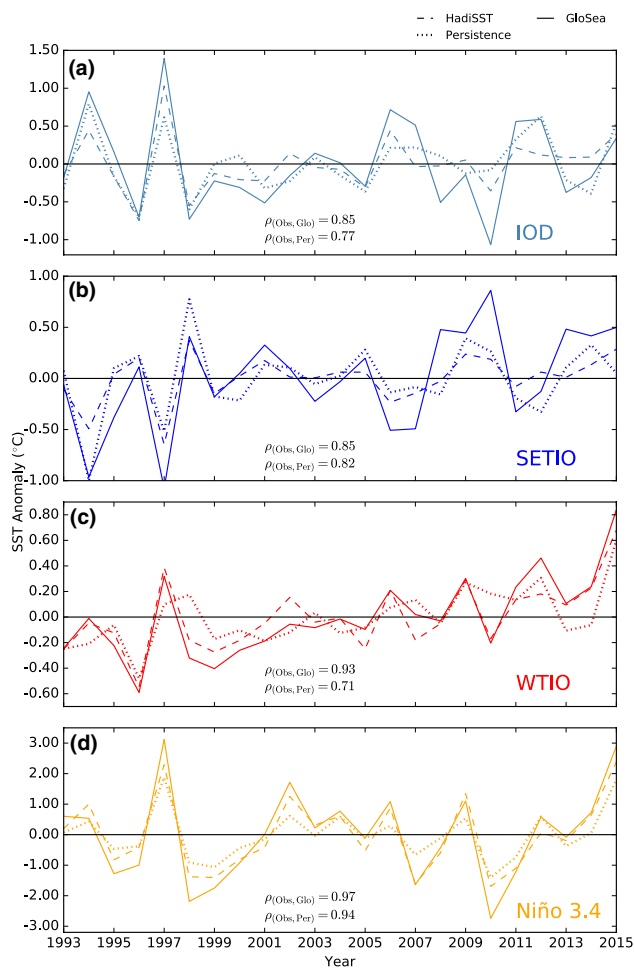 HadiSST
GloSea
Persistence
(a)
1.50
1.00
0.50
0.00
-0.50
-1.00
ρ(Obs, Glo) = 0.85
ρ(Obs, Per) = 0.77
IOD
(b)
1.00
0.50
0.00
-0.50
-1.00
ρ(Obs, Glo) = 0.85
ρ(Obs, Per) = 0.82
SETIO
SST Anomaly (°C)
(c)
0.80
0.60
0.40
0.20
0.00
-0.20
-0.40
-0.60
ρ(Obs, Glo) = 0.93
ρ(Obs, Per) = 0.71
WTIO
(d)
3.00
2.00
1.00
0.00
-1.00
-2.00
-3.00
ρ(Obs, Glo) = 0.97
ρ(Obs, Per) = 0.94
Niño 3.4
1993 1995 1997 1999 2001 2003 2005 2007 2009 2011 2013 2015
Year